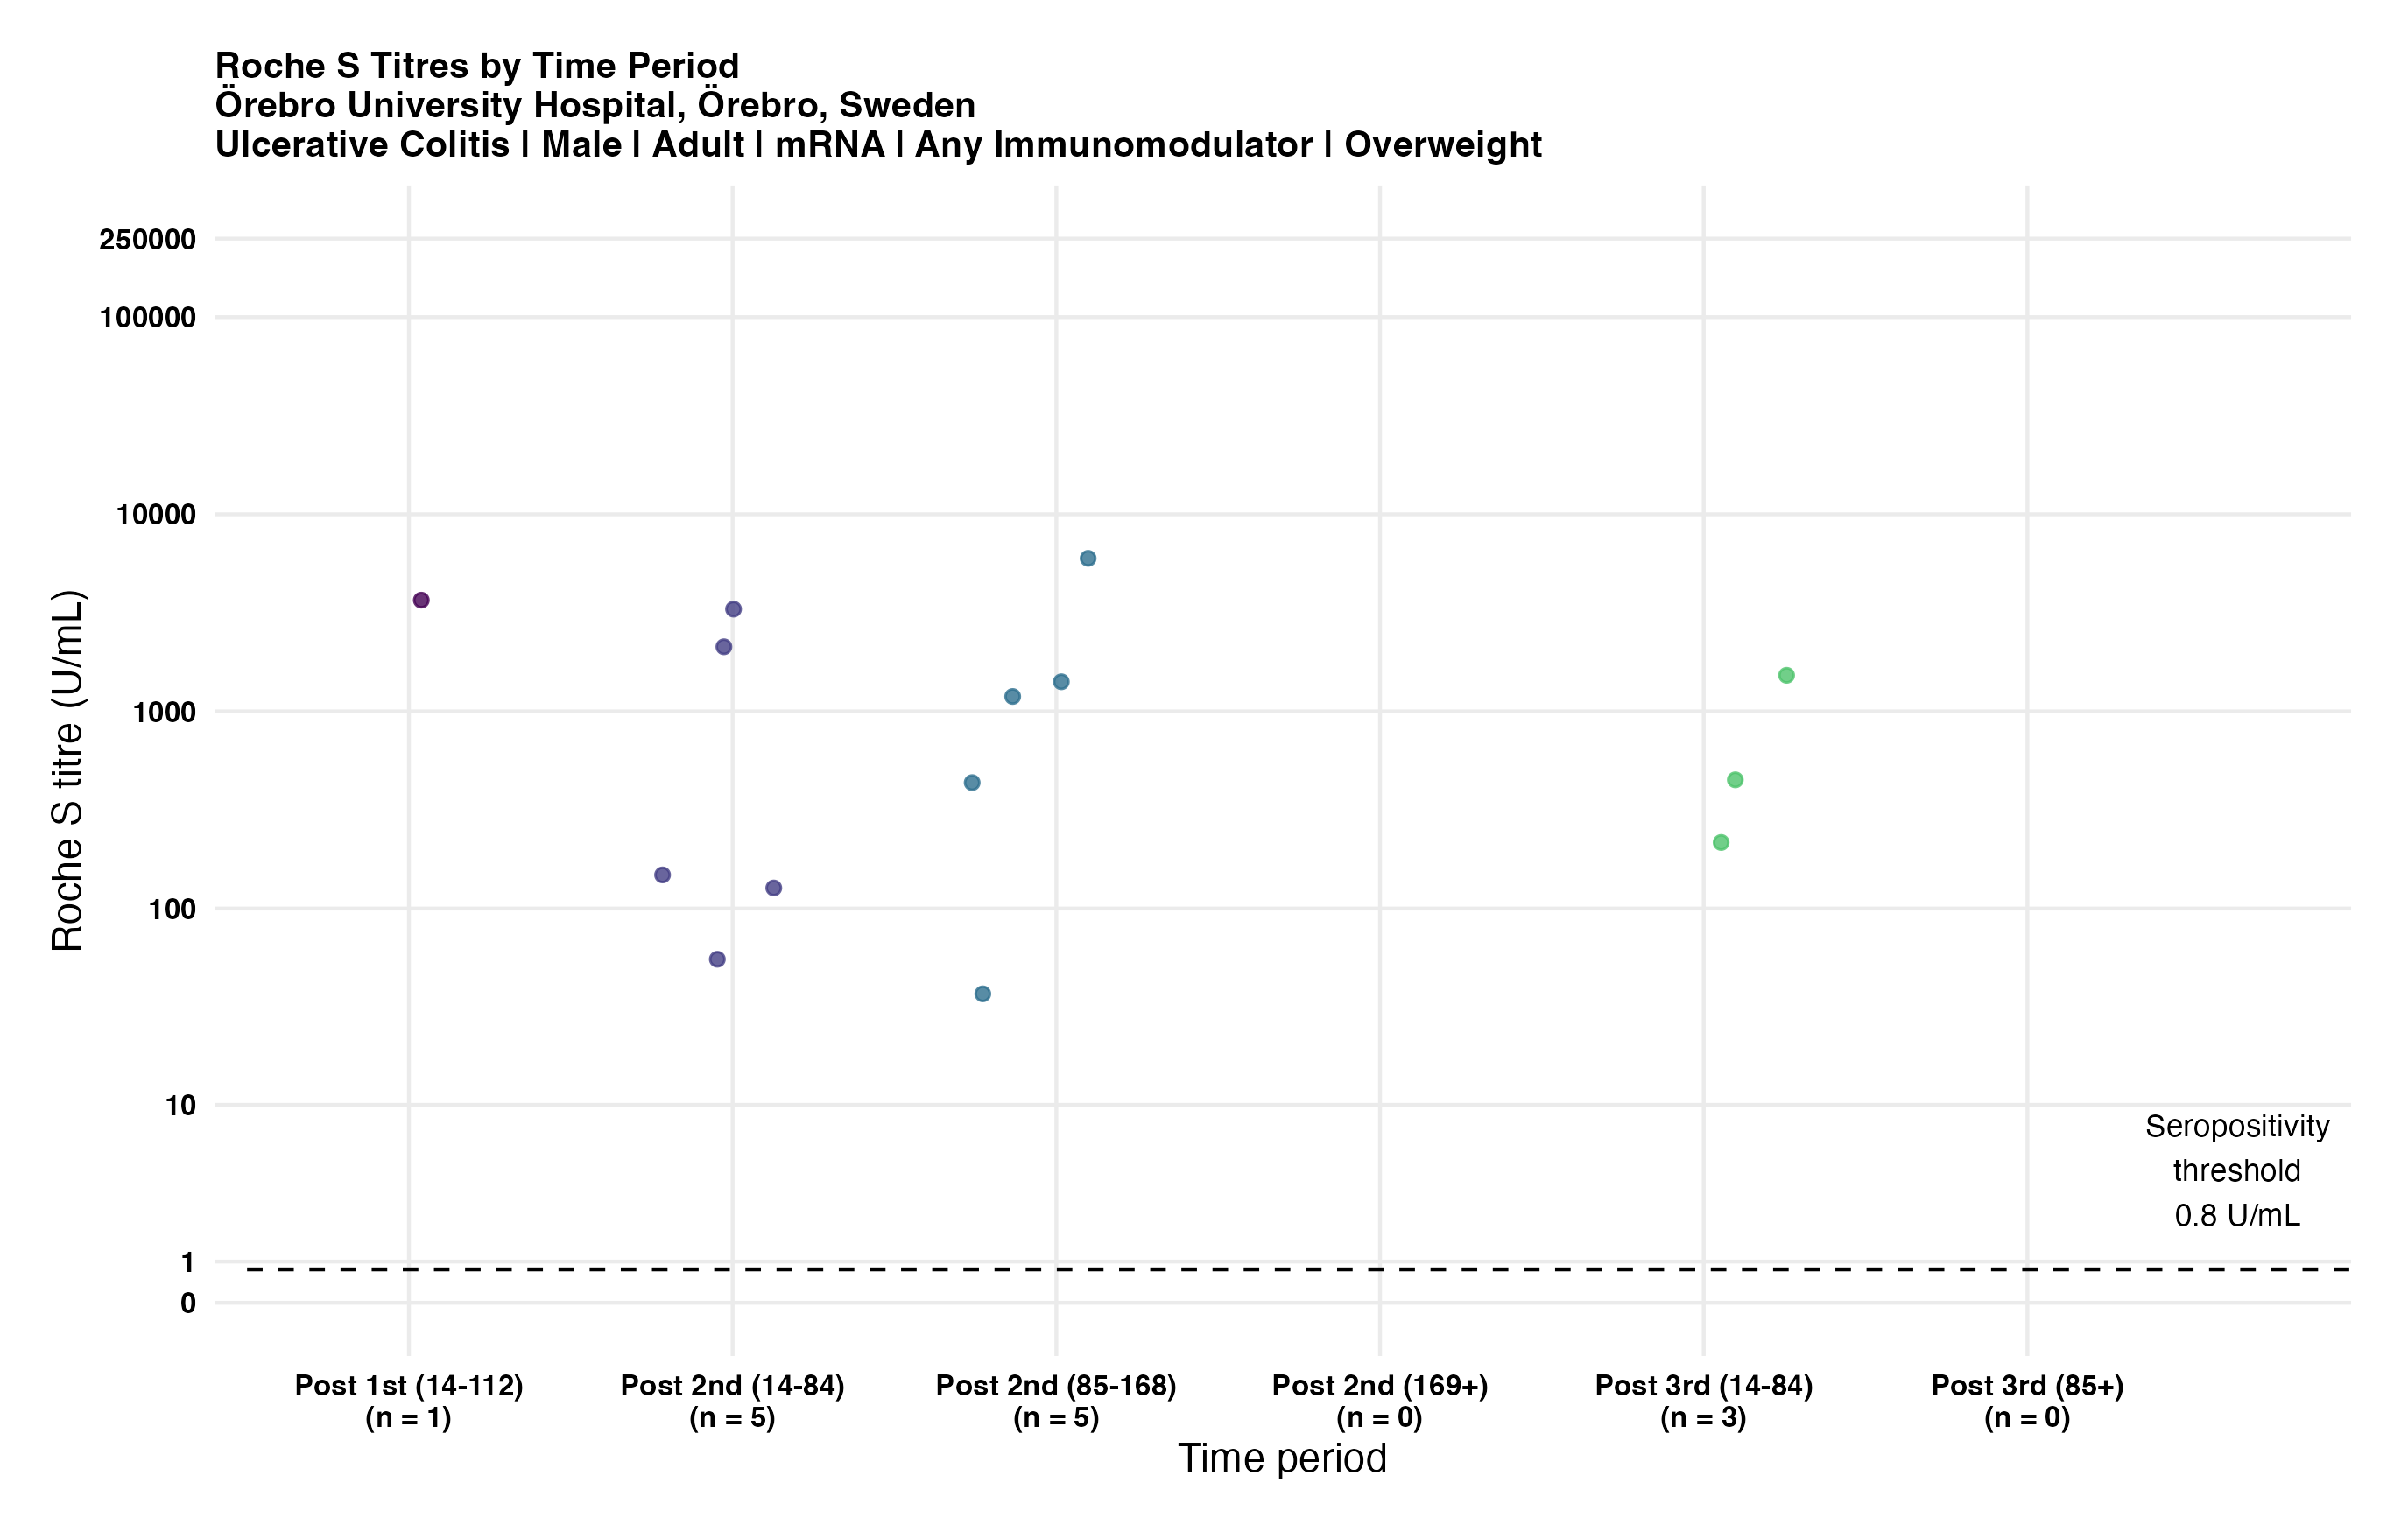 Roche S Titres by Time Period
Örebro University Hospital, Örebro, Sweden
Ulcerative Colitis | Male | Adult | mRNA | Any Immunomodulator | Overweight
250000
100000
10000
1000
100
10
1
0
Roche S titre (U/mL)
Seropositivity
threshold
0.8 U/mL
Post 1st (14-112)
(n = 1)
Post 2nd (14-84)
(n = 5)
Post 2nd (85-168)
(n = 5)
Post 2nd (169+)
(n = 0)
Post 3rd (14-84)
(n = 3)
Post 3rd (85+)
(n = 0)
Time period